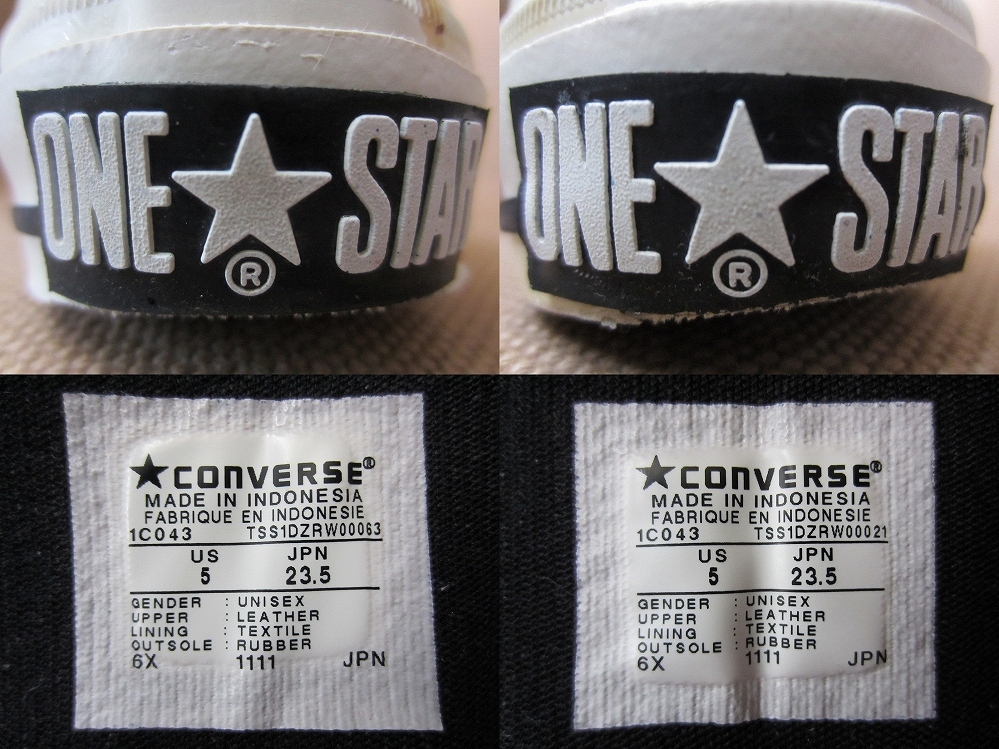 ONE ★ STAR
®
ONE ★ STAR
®
★CONVERSE®
MADE IN INDONESIA
FABRIQUE EN INDONESIE
1C043 TSS1DZRW00063
US JPN
5 23.5
GENDER : UNISEX
UPPER : LEATHER
LINING : TEXTILE
OUTSOLE : RUBBER
6X 1111 JPN
★CONVERSE®
MADE IN INDONESIA
FABRIQUE EN INDONESIE
1C043 TSS1DZRW00021
US JPN
5 23.5
GENDER : UNISEX
UPPER : LEATHER
LINING : TEXTILE
OUTSOLE : RUBBER
6X 1111 JPN